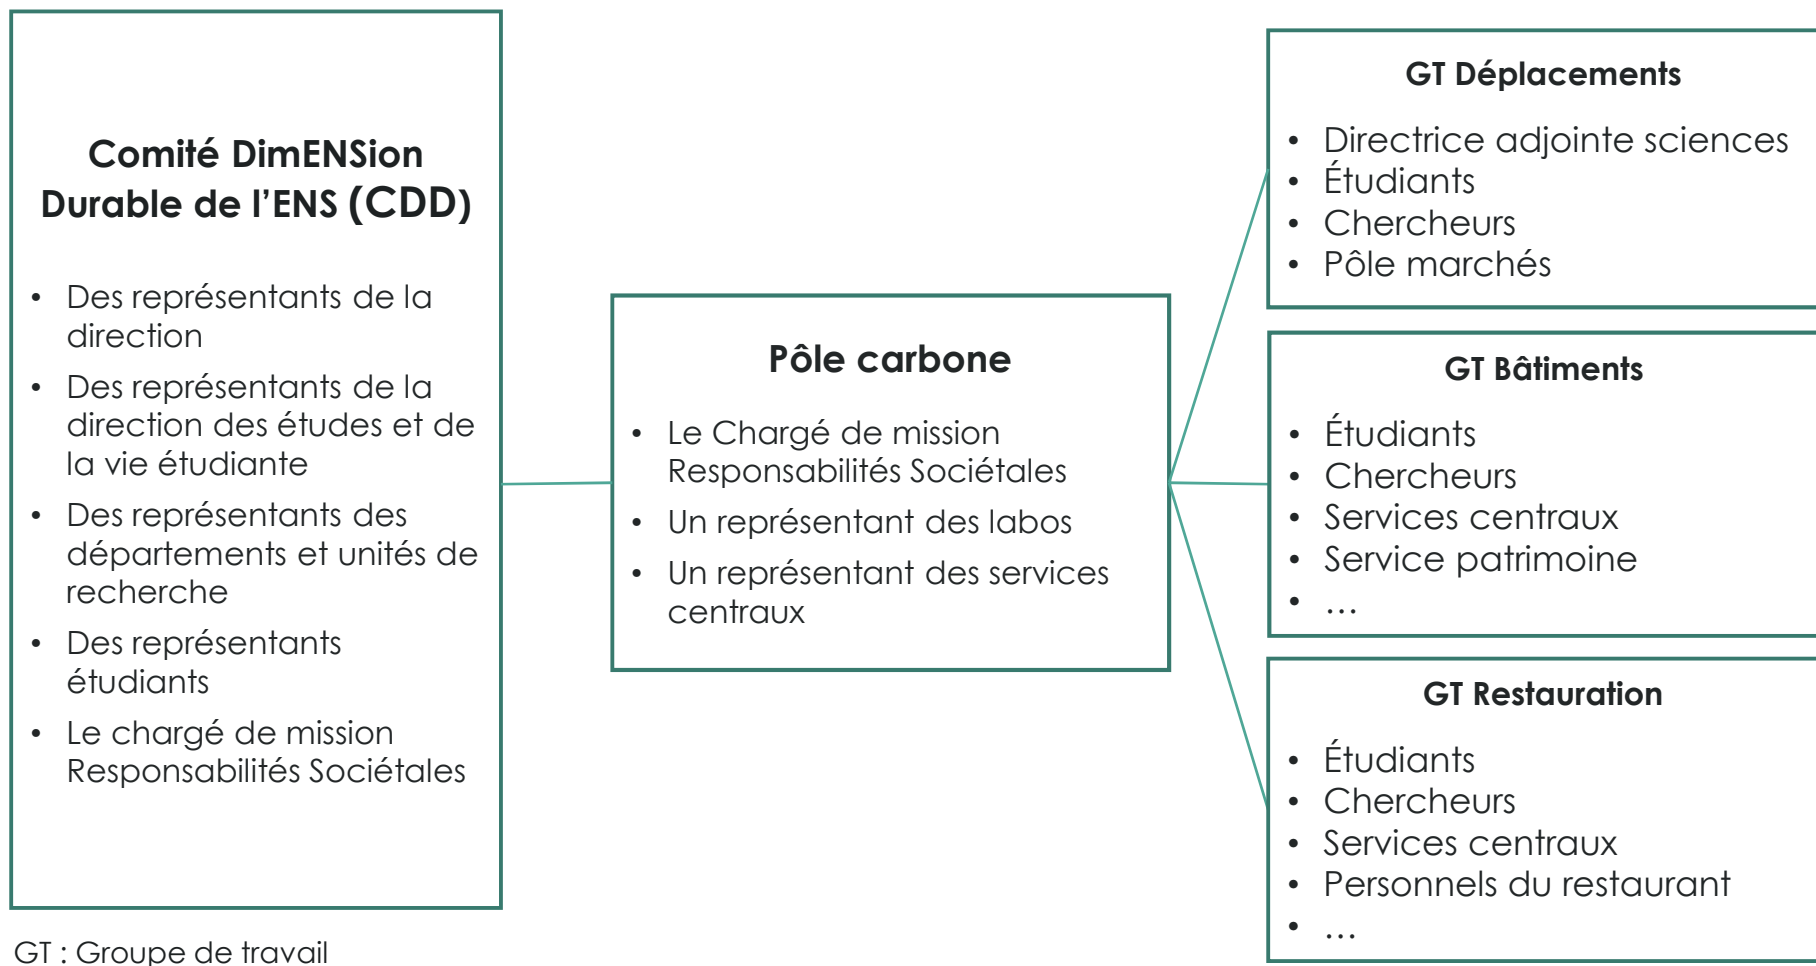 Comité DimENSion
Durable de l’ENS (CDD)
• Des représentants de la
direction
• Des représentants de la
direction des études et de
la vie étudiante
• Des représentants des
départements et unités de
recherche
• Des représentants
étudiants
• Le chargé de mission
Responsabilités Sociétales
GT : Groupe de travail
Pôle carbone
• Le Chargé de mission
Responsabilités Sociétales
• Un représentant des labos
• Un représentant des services
centraux
GT Déplacements
• Directrice adjointe sciences
• Étudiants
• Chercheurs
• Pôle marchés
GT Bâtiments
• Étudiants
• Chercheurs
• Services centraux
• Service patrimoine
• …
GT Restauration
• Étudiants
• Chercheurs
• Services centraux
• Personnels du restaurant
• …